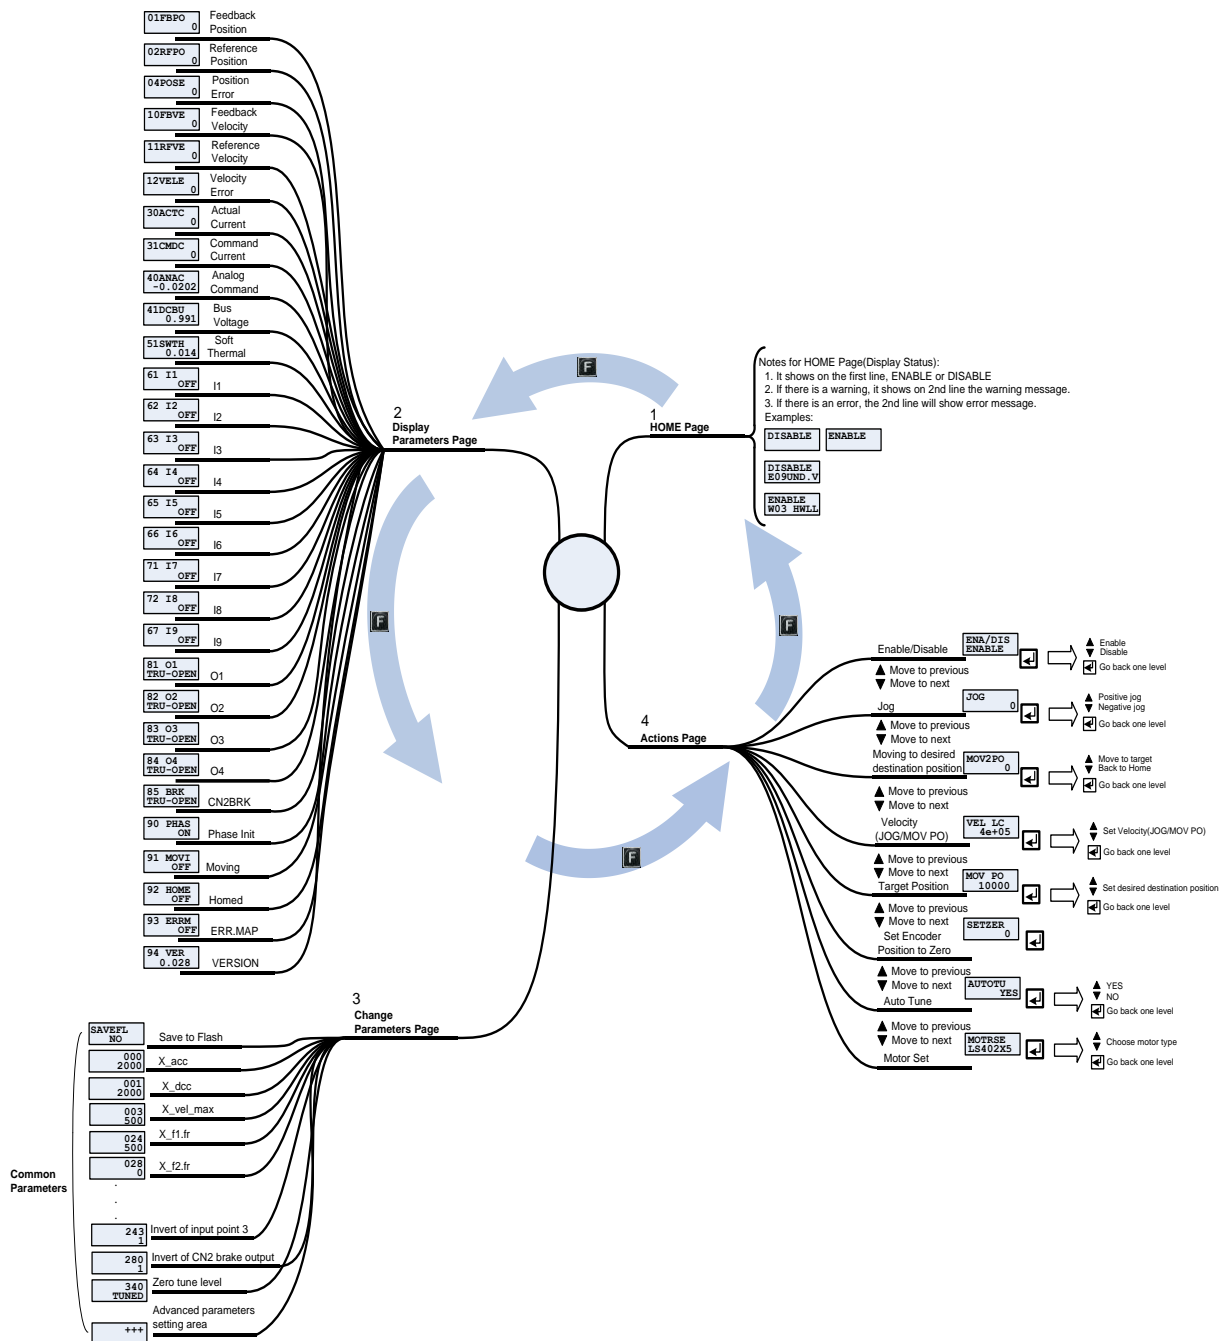 01FBPO
0
Feedback
Position
02RFPO
0
Reference
Position
04POSE
0
Position
Error
10FBVE
0
Feedback
Velocity
11RFVE
0
Reference
Velocity
12VELE
0
Velocity
Error
30ACTC
0
Actual
Current
31CMDC
0
Command
Current
40ANAC
-0.0202
Analog
Command
41DCBU
0.991
Bus
Voltage
51SWTH
0.014
Soft
Thermal
61 I1
OFF
I1
62 I2
OFF
I2
63 I3
OFF
I3
64 I4
OFF
I4
65 I5
OFF
I5
66 I6
OFF
I6
71 I7
OFF
I7
72 I8
OFF
I8
67 I9
OFF
I9
81 O1
TRU-OPEN
O1
82 O2
TRU-OPEN
O2
83 O3
TRU-OPEN
O3
84 O4
TRU-OPEN
O4
85 BRK
TRU-OPEN
CN2BRK
90 PHAS
ON
Phase Init
91 MOVI
OFF
Moving
92 HOME
OFF
Homed
93 ERRM
OFF
ERR.MAP
94 VER
0.028
VERSION
2
Display
Parameters Page
F
F
F
F
1
HOME Page
Notes for HOME Page(Display Status):
1. It shows on the first line, ENABLE or DISABLE
2. If there is a warning, it shows on 2nd line the warning message.
3. If there is an error, the 2nd line will show error message.
Examples:
DISABLE
ENABLE
DISABLE
E09UND.V
ENABLE
W03 HWLL
4
Actions Page
Enable/Disable
ENA/DIS
ENABLE
▲ Enable
▼ Disable
Go back one level
▲ Move to previous
▼ Move to next
Jog
JOG
0
▲ Positive jog
▼ Negative jog
Go back one level
▲ Move to previous
▼ Move to next
Moving to desired
destination position
MOV2PO
0
▲ Move to target
▼ Back to Home
Go back one level
▲ Move to previous
▼ Move to next
Velocity
(JOG/MOV PO)
VEL LC
4e+05
▲
▼ Set Velocity(JOG/MOV PO)
Go back one level
▲ Move to previous
▼ Move to next
Target Position
MOV PO
10000
▲
▼ Set desired destination position
Go back one level
▲ Move to previous
▼ Move to next
Set Encoder
Position to Zero
SETZER
0
▲ Move to previous
▼ Move to next
Auto Tune
AUTOTU
YES
▲ YES
▼ NO
Go back one level
▲ Move to previous
▼ Move to next
Motor Set
MOTRSE
LS402X5
▲
▼ Choose motor type
Go back one level
3
Change
Parameters Page
Common
Parameters
SAVEFL
NO
Save to Flash
000
2000
X_acc
001
2000
X_dcc
003
500
X_vel_max
024
500
X_f1.fr
028
0
X_f2.fr
.
.
.
243
1
Invert of input point 3
280
1
Invert of CN2 brake output
340
TUNED
Zero tune level
+++
Advanced parameters
setting area